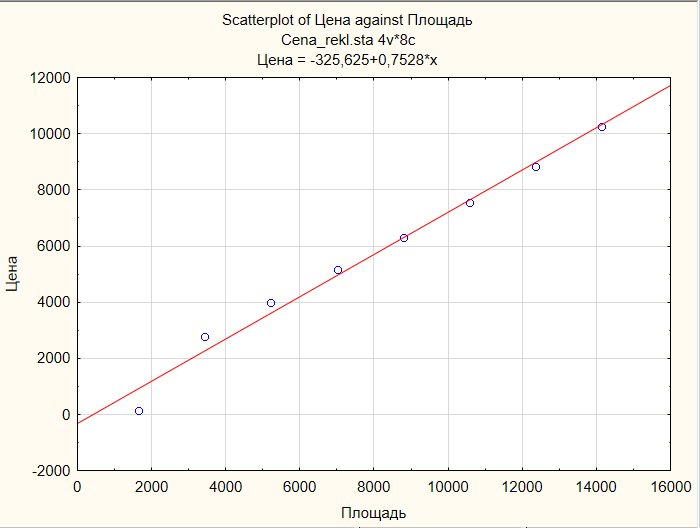 Scatterplot of Цена against Площадь
Cena_rekl.sta 4v*8c
Цена = -325,625+0,7528*x
12000
10000
8000
6000
4000
2000
0
-2000
Цена
0 2000 4000 6000 8000 10000 12000 14000 16000
Площадь